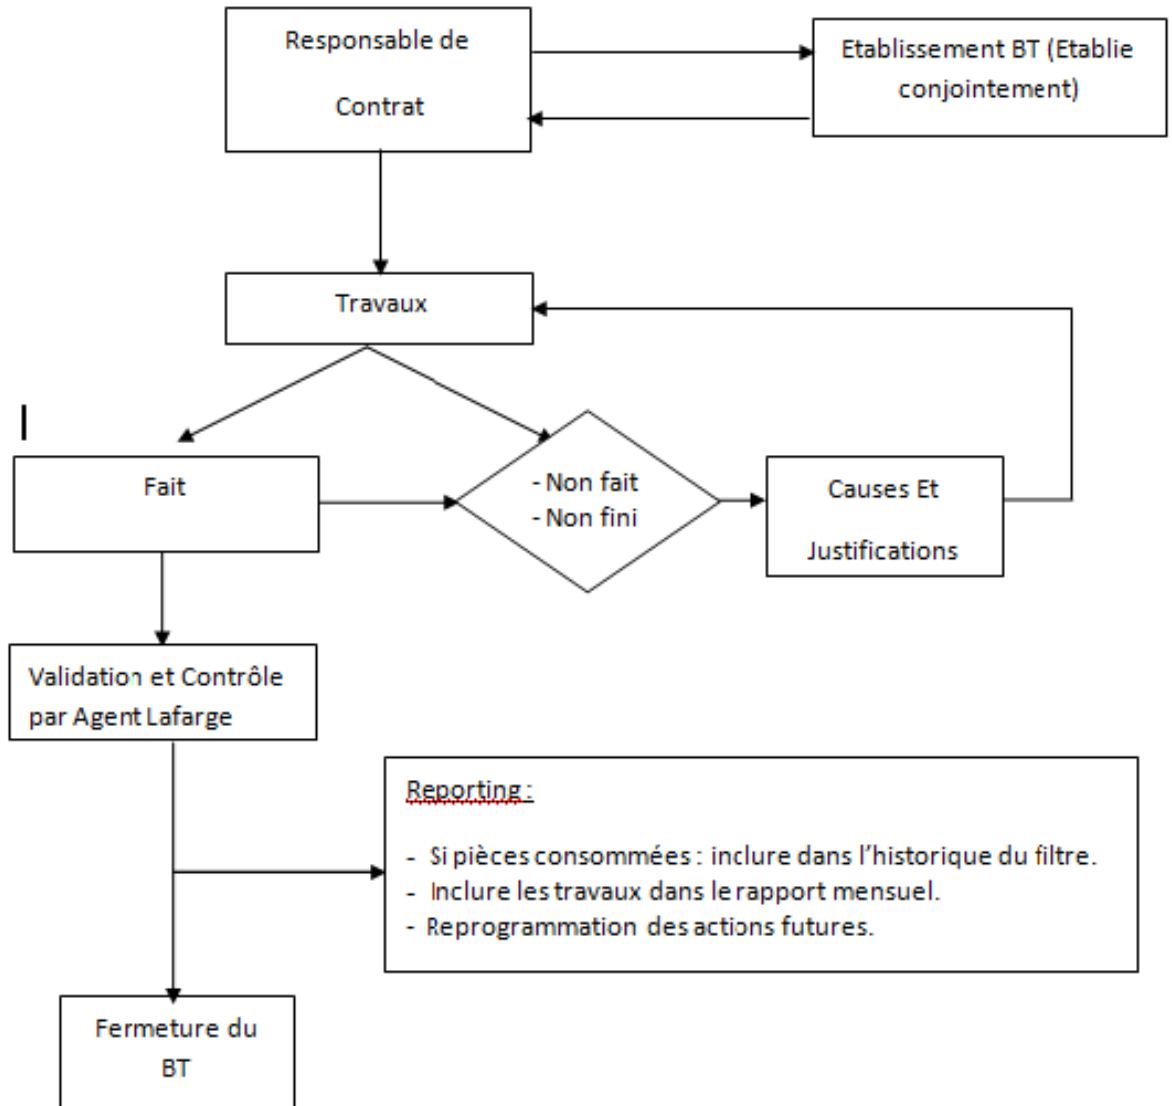 Responsable de
Contrat
Etablissement BT (Etablie
conjointement)
Travaux
Fait
- Non fait
- Non fini
Causes Et
Justifications
Validation et Contrôle
par Agent Lafarge
Reporting :
- Si pièces consommées : inclure dans l'historique du filtre.
- Inclure les travaux dans le rapport mensuel.
- Reprogrammation des actions futures.
Fermeture du
BT